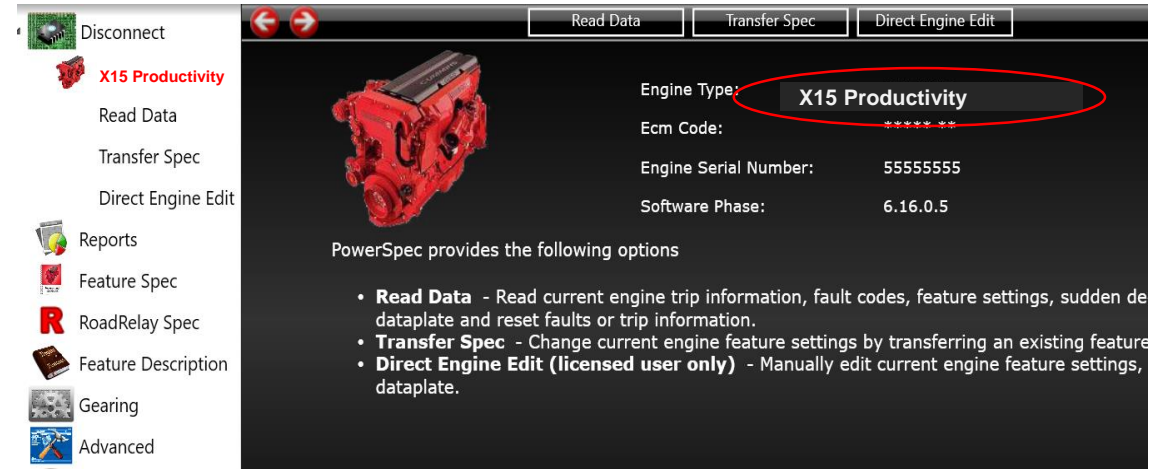 Disconnect
X15 Productivity
Read Data
Transfer Spec
Direct Engine Edit
Reports
Feature Spec
RoadRelay Spec
Feature Description
Gearing
Advanced
Read Data
Transfer Spec
Direct Engine Edit
CUMMINS
Engine Type: X15 Productivity
Ecm Code: *****.**
Engine Serial Number: 55555555
Software Phase: 6.16.0.5
PowerSpec provides the following options
• Read Data - Read current engine trip information, fault codes, feature settings, sudden de
dataplate and reset faults or trip information.
• Transfer Spec - Change current engine feature settings by transferring an existing feature
• Direct Engine Edit (licensed user only) - Manually edit current engine feature settings,
dataplate.